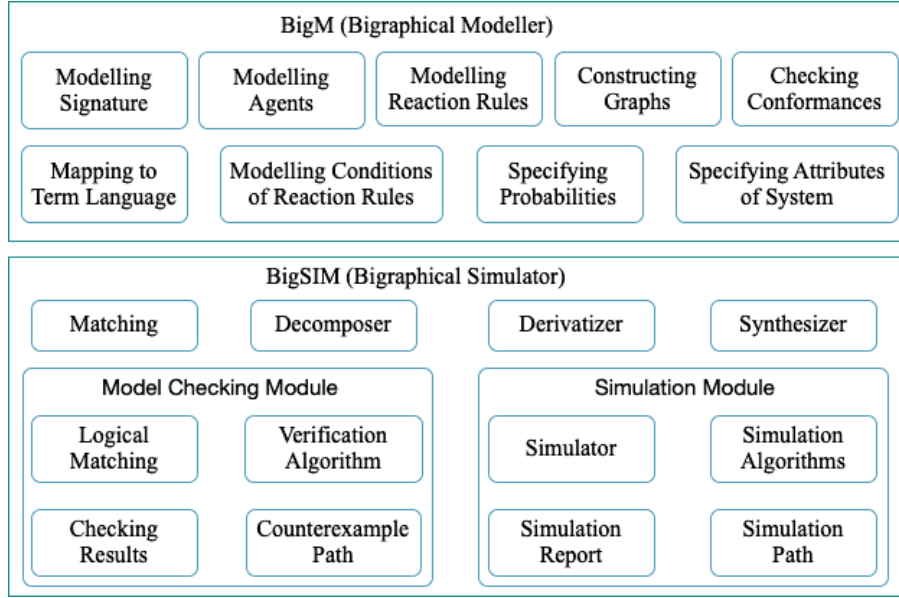 BigM (Bigraphical Modeller)
Modelling
Signature
Modelling
Agents
Modelling
Reaction Rules
Constructing
Graphs
Checking
Conformances
Mapping to
Term Language
Modelling Conditions
of Reaction Rules
Specifying
Probabilities
Specifying Attributes
of System
BigSIM (Bigraphical Simulator)
Matching
Decomposer
Derivatizer
Synthesizer
Model Checking Module
Logical
Matching
Verification
Algorithm
Checking
Results
Counterexample
Path
Simulation Module
Simulator
Simulation
Algorithms
Simulation
Report
Simulation
Path